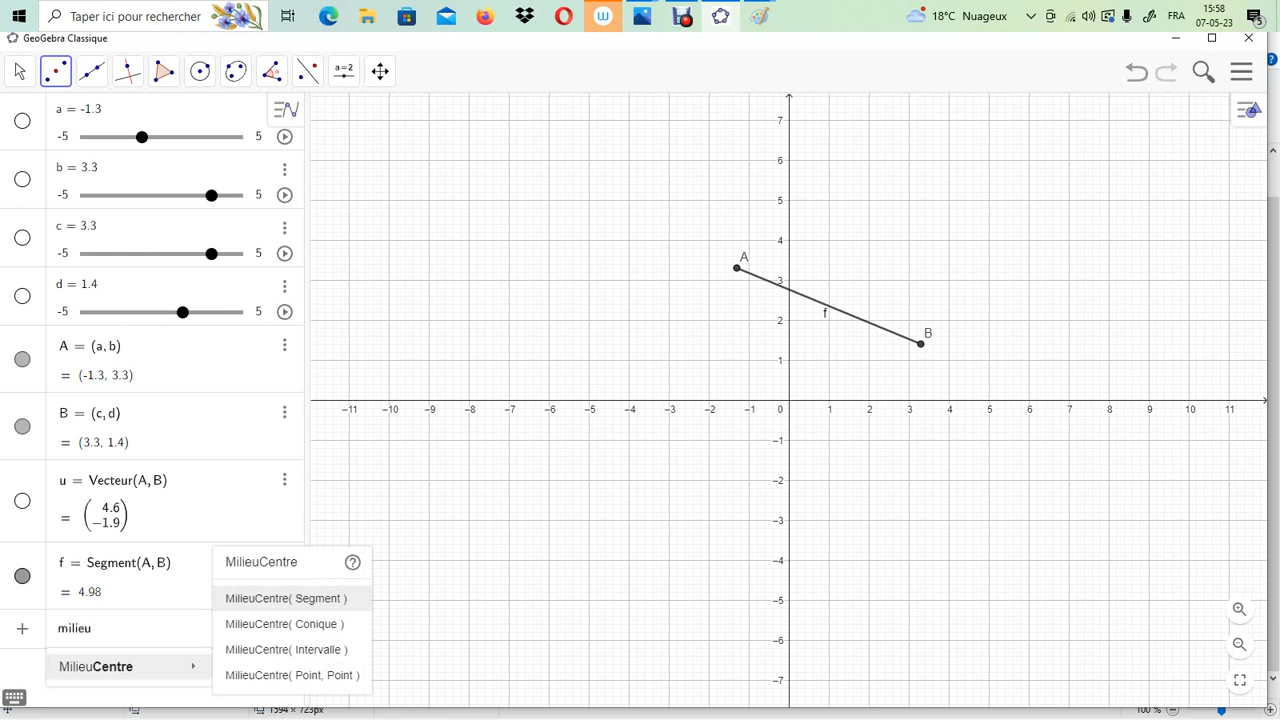 Taper ici pour rechercher
W
18°C Nuageux
FRA
15:58
07-05-23
5
GeoGebra Classique
a=2
a = -1.3
-5
5
b = 3.3
-5
5
c = 3.3
-5
5
d = 1.4
-5
5
A = (a, b)
= (-1.3, 3.3)
B = (c, d)
= (3.3, 1.4)
u = Vecteur(A, B)
= ( 4.6
−1.9 )
f = Segment(A, B)
= 4.98
milieu
MilieuCentre
MilieuCentre
MilieuCentre( Segment )
MilieuCentre( Conique )
MilieuCentre( Intervalle )
MilieuCentre( Point, Point )
7
6
5
4
3
2
1
A
f
B
−11 −10 −9 −8 −7 −6 −5 −4 −3 −2 −1 0 1 2 3 4 5 6 7 8 9 10 11
−1
−2
−3
−4
−5
−6
−7
1594 × 723px
100 %